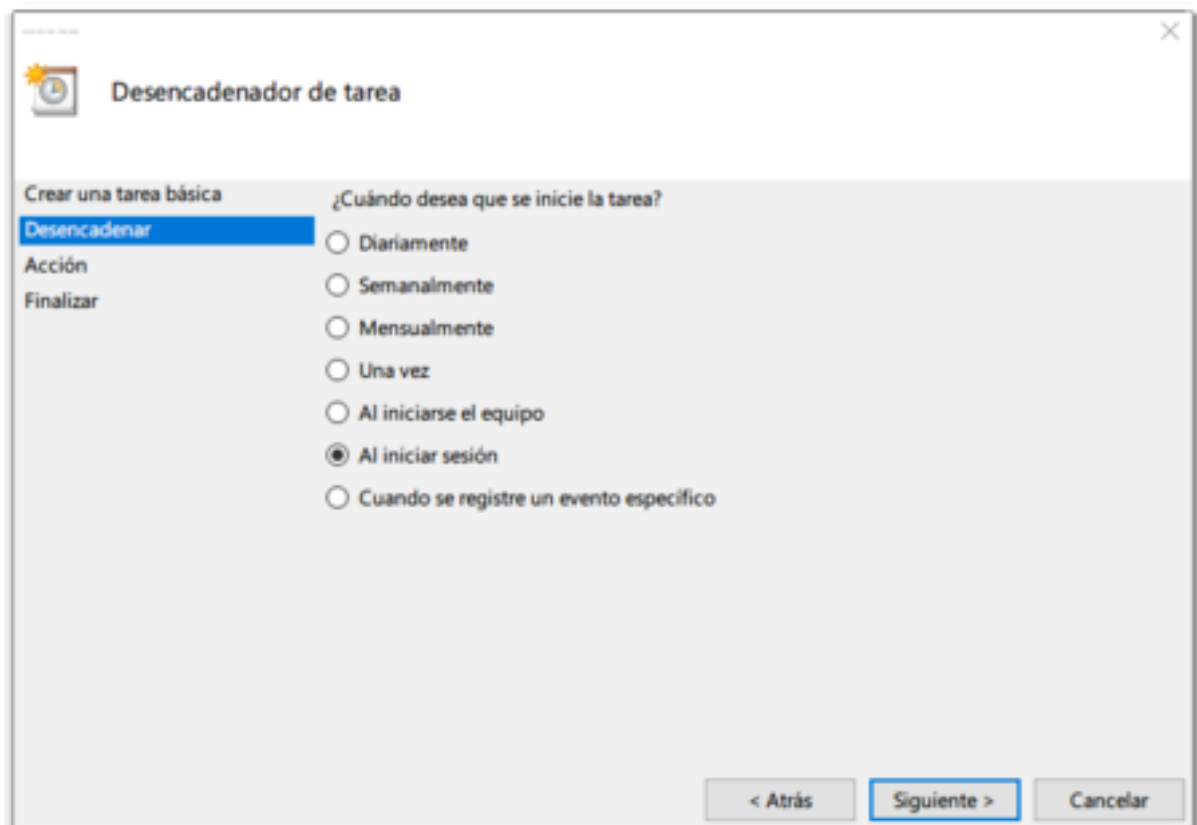 Desencadenador de tarea
Crear una tarea básica
Desencadenar
Acción
Finalizar
¿Cuándo desea que se inicie la tarea?
Diariamente
Semanalmente
Mensualmente
Una vez
Al iniciarse el equipo
Al iniciar sesión
Cuando se registre un evento específico
< Atrás
Siguiente >
Cancelar